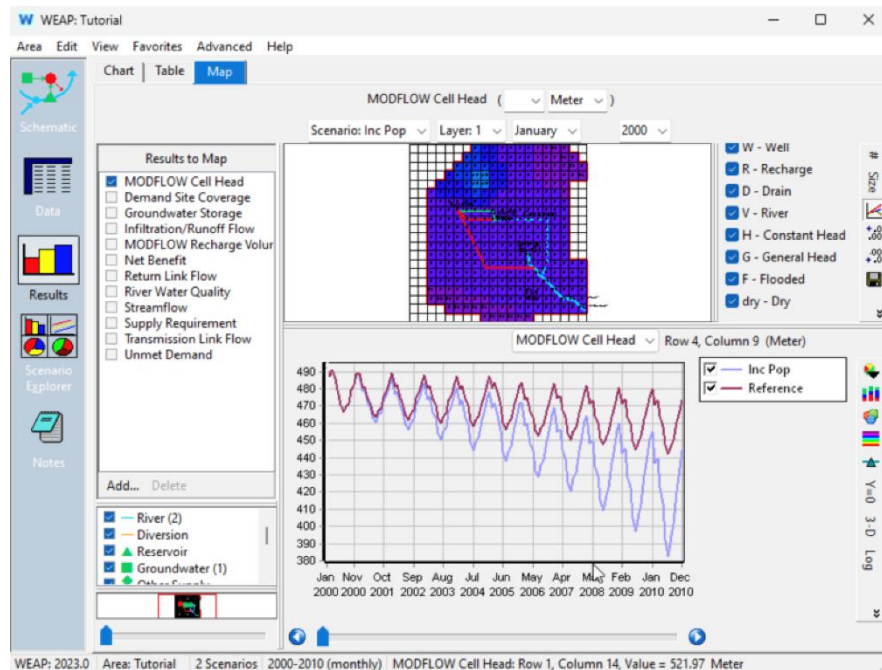 WEAP: Tutorial
Area Edit View Favorites Advanced Help
Chart Table Map
MODFLOW Cell Head ( Meter )
Scenario: Inc Pop Layer: 1 January 2000
Schematic
Data
Results
Scenario
Explorer
Notes
Results to Map
MODFLOW Cell Head
Demand Site Coverage
Groundwater Storage
Infiltration/Runoff Flow
MODFLOW Recharge Volur
Net Benefit
Return Link Flow
River Water Quality
Streamflow
Supply Requirement
Transmission Link Flow
Unmet Demand
Add... Delete
River (2)
Diversion
Reservoir
Groundwater (1)
Other Supply
W - Well
R - Recharge
D - Drain
V - River
H - Constant Head
G - General Head
F - Flooded
dry - Dry
#
Size
MODFLOW Cell Head Row 4, Column 9 (Meter)
490
480
470
460
450
440
430
420
410
400
390
380
Jan Nov Oct Sep Aug Jul Jun May Apr Mar Feb Jan Dec
2000 2000 2001 2002 2003 2004 2005 2006 2007 2008 2009 2010 2010
Inc Pop
Reference
Y=0
3-D
Log
WEAP: 2023.0 Area: Tutorial 2 Scenarios 2000-2010 (monthly) MODFLOW Cell Head: Row 1, Column 14, Value = 521.97 Meter